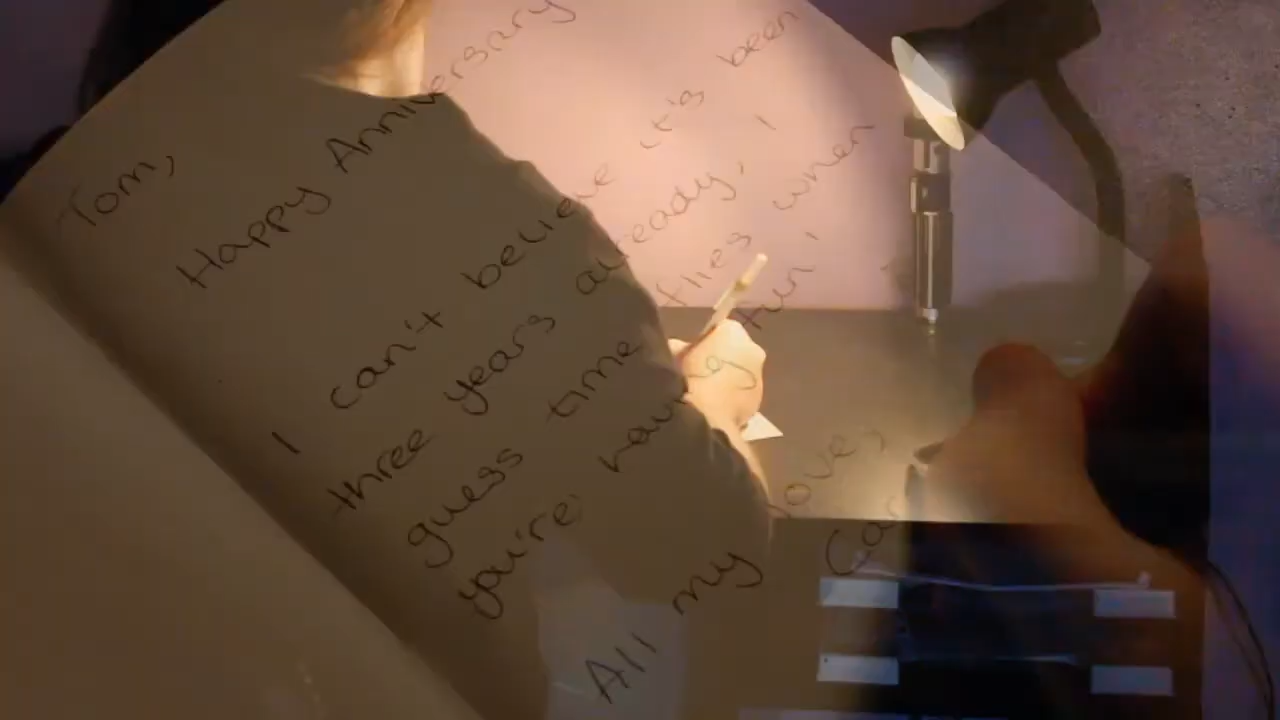 Tom,
Happy Anniversary
I can't believe it's been
three years already, I
guess time flies when
you're having fun !
All my love,